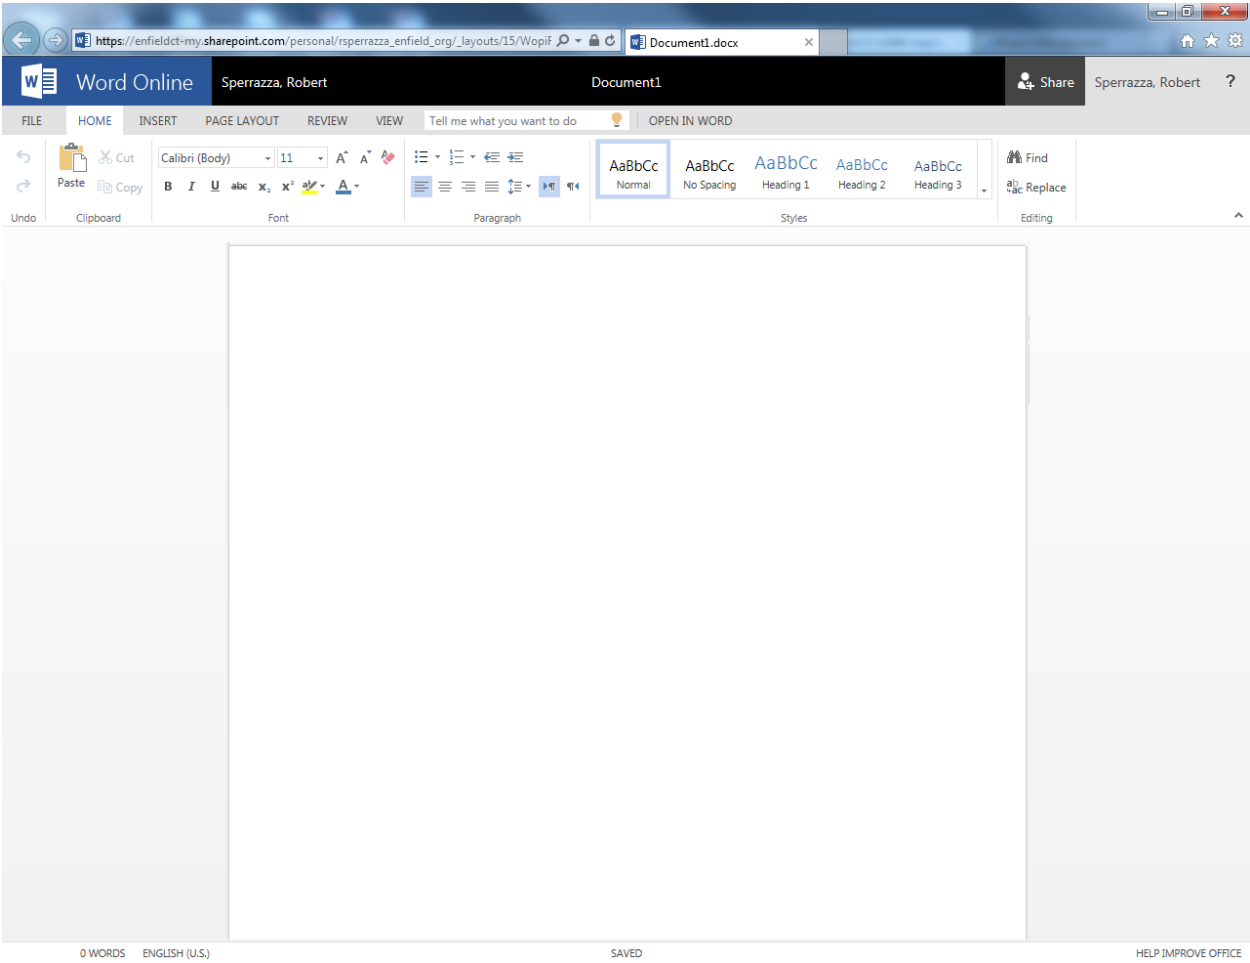 https://enfieldct-my.sharepoint.com/personal/rsperrazza_enfield_org/_layouts/15/WopiF
Document1.docx
Word Online
Sperrazza, Robert
Document1
Share
Sperrazza, Robert
?
FILE HOME INSERT PAGE LAYOUT REVIEW VIEW Tell me what you want to do OPEN IN WORD
Cut Calibri (Body) 11 Find
Paste Copy B I U abc x₂ x² A Replace
AaBbCc AaBbCc AaBbCc AaBbCc AaBbCc
Normal No Spacing Heading 1 Heading 2 Heading 3
Undo Clipboard Font Paragraph Styles Editing
0 WORDS ENGLISH (U.S.) SAVED HELP IMPROVE OFFICE